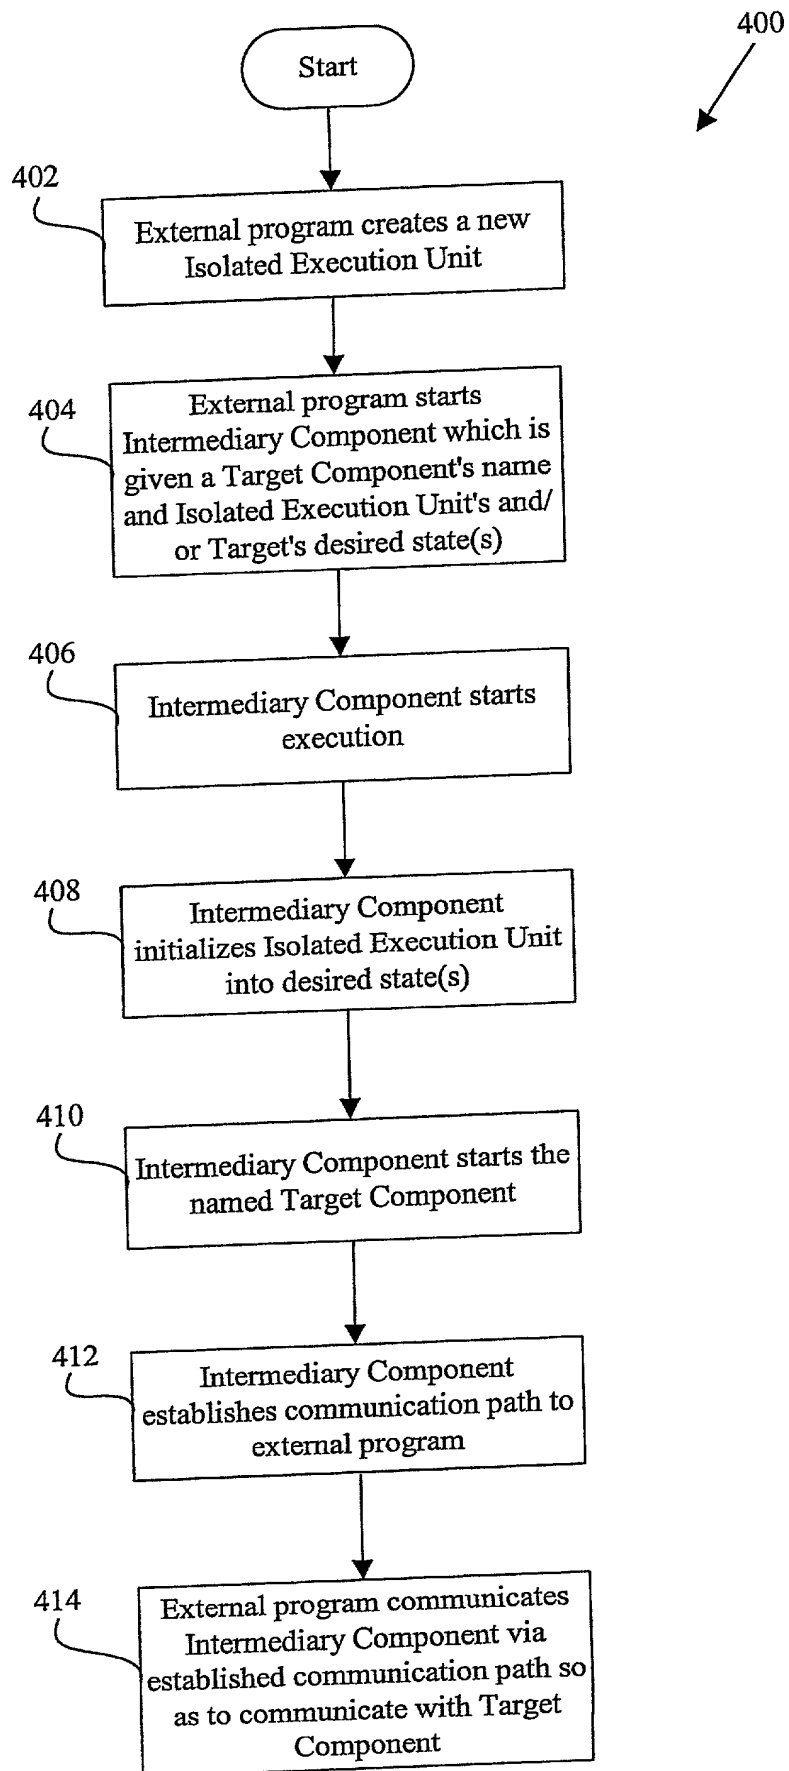 400
Start
402
External program creates a new
Isolated Execution Unit
404
External program starts
Intermediary Component which is
given a Target Component's name
and Isolated Execution Unit's and/
or Target's desired state(s)
406
Intermediary Component starts
execution
408
Intermediary Component
initializes Isolated Execution Unit
into desired state(s)
410
Intermediary Component starts the
named Target Component
412
Intermediary Component
establishes communication path to
external program
414
External program communicates
Intermediary Component via
established communication path so
as to communicate with Target
Component